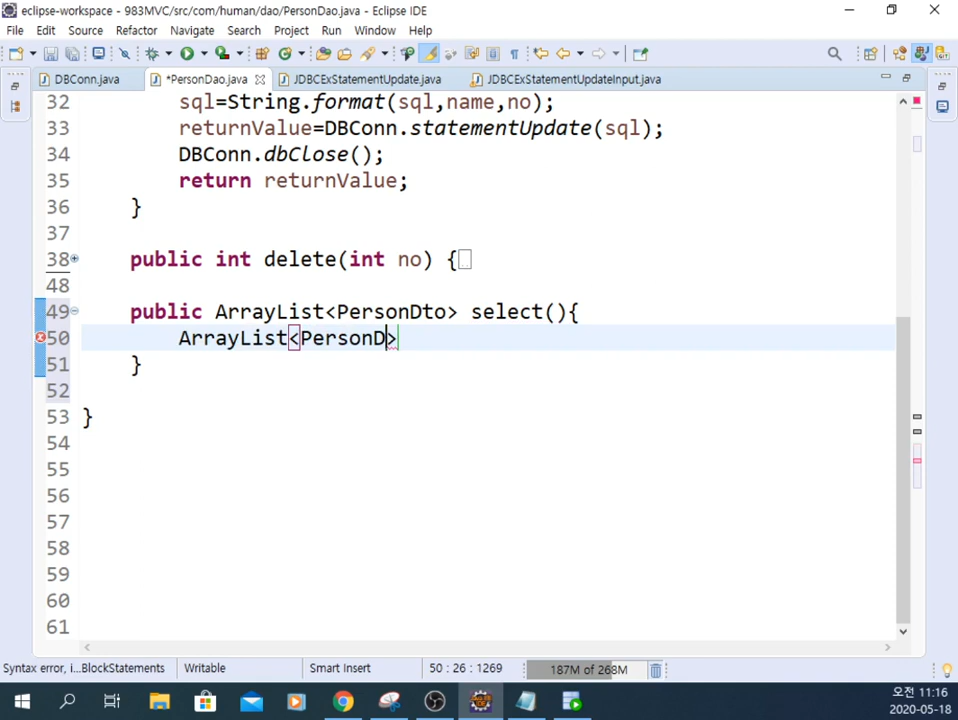 eclipse-workspace - 983MVC/src/com/human/dao/PersonDao.java - Eclipse IDE
File Edit Source Refactor Navigate Search Project Run Window Help
DBConn.java *PersonDao.java JDBCExStatementUpdate.java JDBCExStatementUpdateInput.java
32 sql=String.format(sql,name,no);
33 returnValue=DBConn.statementUpdate(sql);
34 DBConn.dbClose();
35 return returnValue;
36 }
37
38 public int delete(int no) {
48
49 public ArrayList<PersonDto> select(){
50 ArrayList<PersonD>
51 }
52
53 }
54
55
56
57
58
59
60
61
Syntax error, i...BlockStatements Writable Smart Insert 50 : 26 : 1269 187M of 268M
오전 11:16
2020-05-18